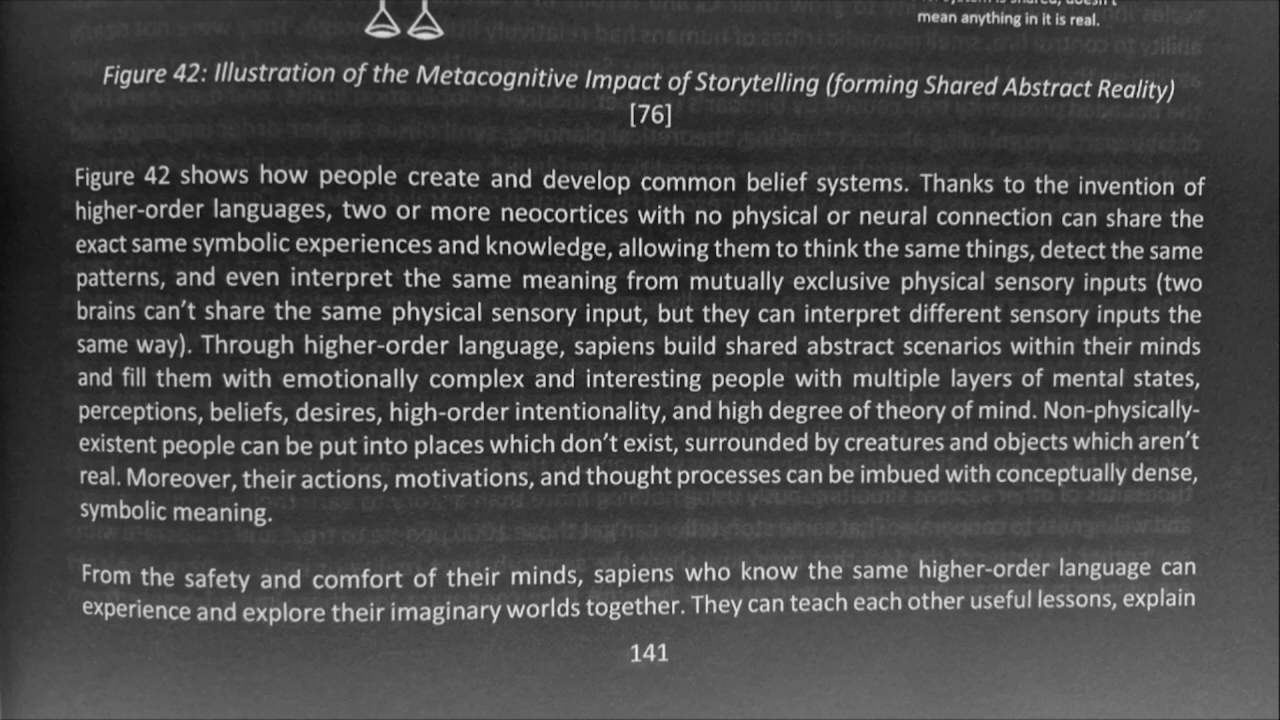 mean anything in it is real.
Figure 42: Illustration of the Metacognitive Impact of Storytelling (forming Shared Abstract Reality)
[76]
Figure 42 shows how people create and develop common belief systems. Thanks to the invention of
higher-order languages, two or more neocortices with no physical or neural connection can share the
exact same symbolic experiences and knowledge, allowing them to think the same things, detect the same
patterns, and even interpret the same meaning from mutually exclusive physical sensory inputs (two
brains can't share the same physical sensory input, but they can interpret different sensory inputs the
same way). Through higher-order language, sapiens build shared abstract scenarios within their minds
and fill them with emotionally complex and interesting people with multiple layers of mental states,
perceptions, beliefs, desires, high-order intentionality, and high degree of theory of mind. Non-physically-
existent people can be put into places which don't exist, surrounded by creatures and objects which aren't
real. Moreover, their actions, motivations, and thought processes can be imbued with conceptually dense,
symbolic meaning.
From the safety and comfort of their minds, sapiens who know the same higher-order language can
experience and explore their imaginary worlds together. They can teach each other useful lessons, explain
141